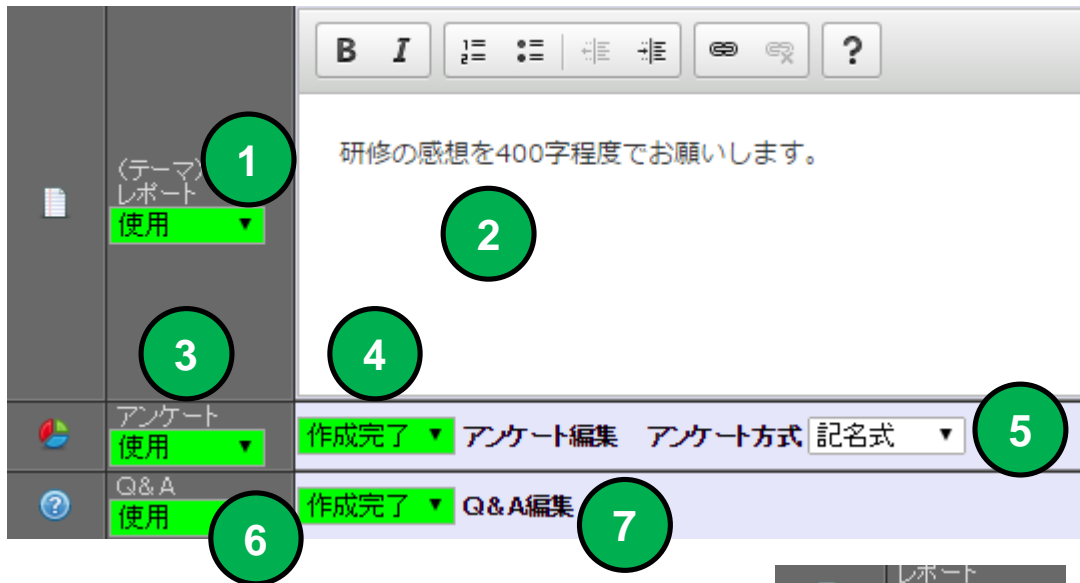 B I ?
研修の感想を400字程度でお願いします。
1
(テーマ)
レポート
使用 ▼
2
3
4
アンケート
使用 ▼
作成完了 ▼ アンケート編集 アンケート方式 記名式 ▼
5
Q&A
使用
作成完了 ▼ Q&A編集
6
7
レポート